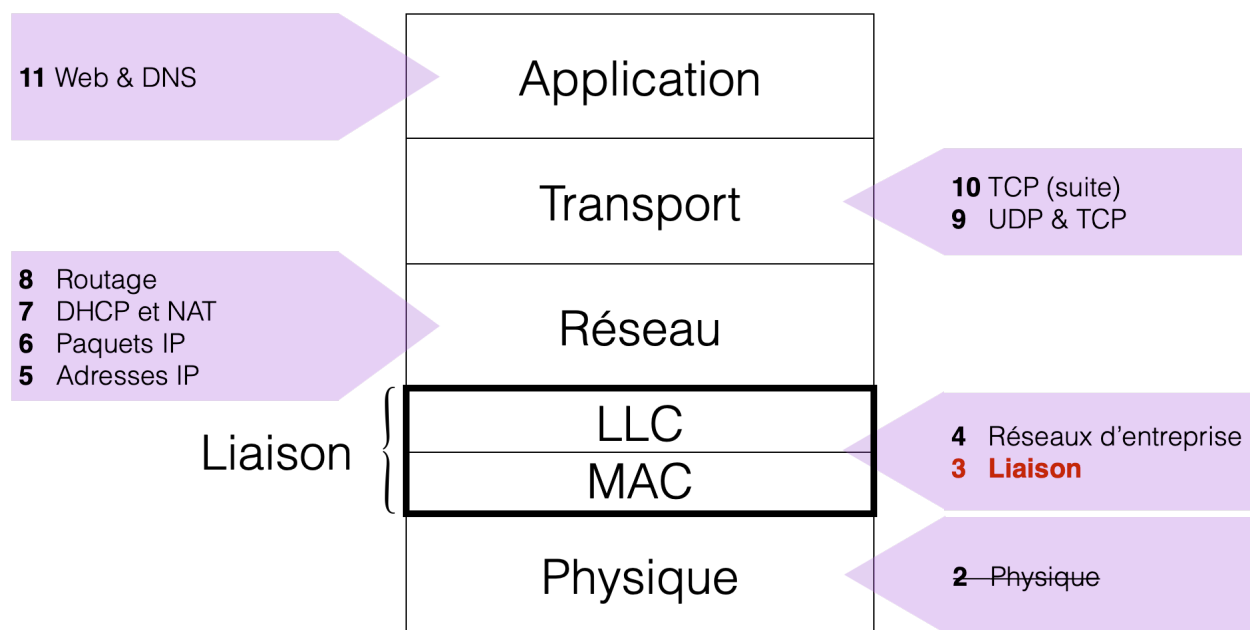 11 Web & DNS
Application
Transport
10 TCP (suite)
9 UDP & TCP
8 Routage
7 DHCP et NAT
6 Paquets IP
5 Adresses IP
Réseau
Liaison
LLC
MAC
4 Réseaux d'entreprise
3 Liaison
Physique
2 Physique